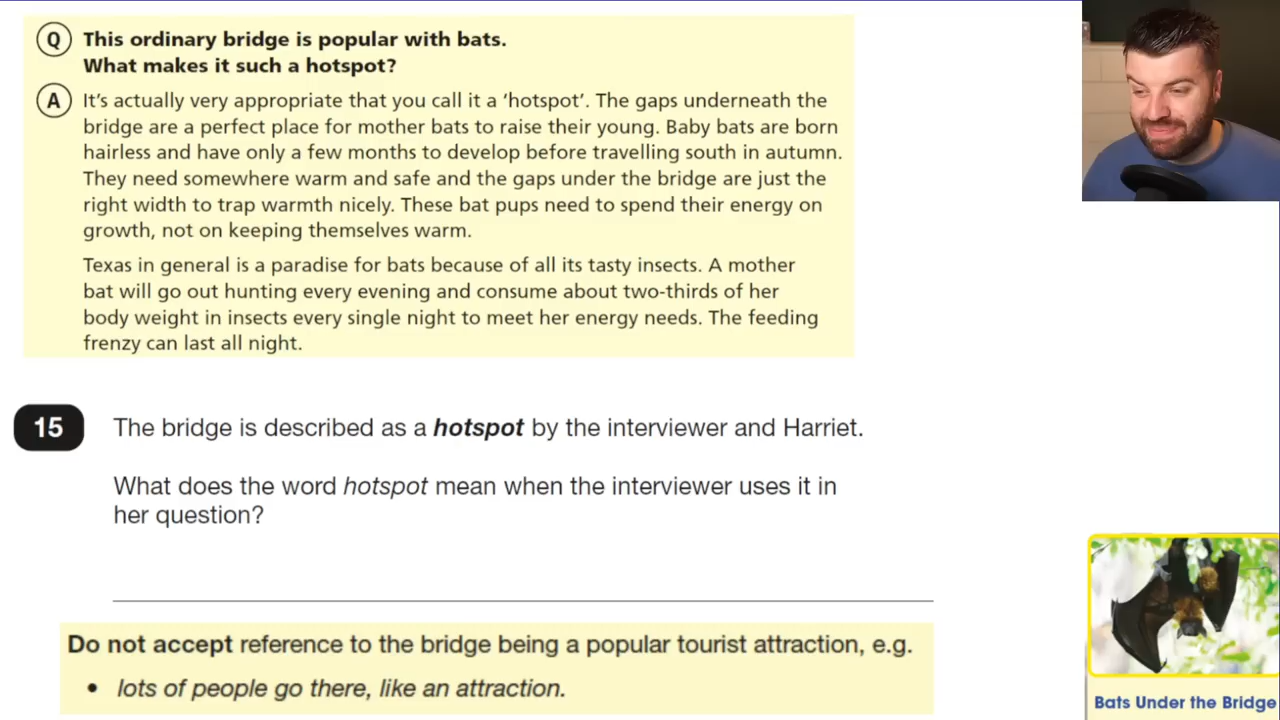 Q This ordinary bridge is popular with bats.
What makes it such a hotspot?
A It's actually very appropriate that you call it a 'hotspot'. The gaps underneath the
bridge are a perfect place for mother bats to raise their young. Baby bats are born
hairless and have only a few months to develop before travelling south in autumn.
They need somewhere warm and safe and the gaps under the bridge are just the
right width to trap warmth nicely. These bat pups need to spend their energy on
growth, not on keeping themselves warm.
Texas in general is a paradise for bats because of all its tasty insects. A mother
bat will go out hunting every evening and consume about two-thirds of her
body weight in insects every single night to meet her energy needs. The feeding
frenzy can last all night.
15 The bridge is described as a hotspot by the interviewer and Harriet.
What does the word hotspot mean when the interviewer uses it in
her question?
Do not accept reference to the bridge being a popular tourist attraction, e.g.
• lots of people go there, like an attraction.
Bats Under the Bridge